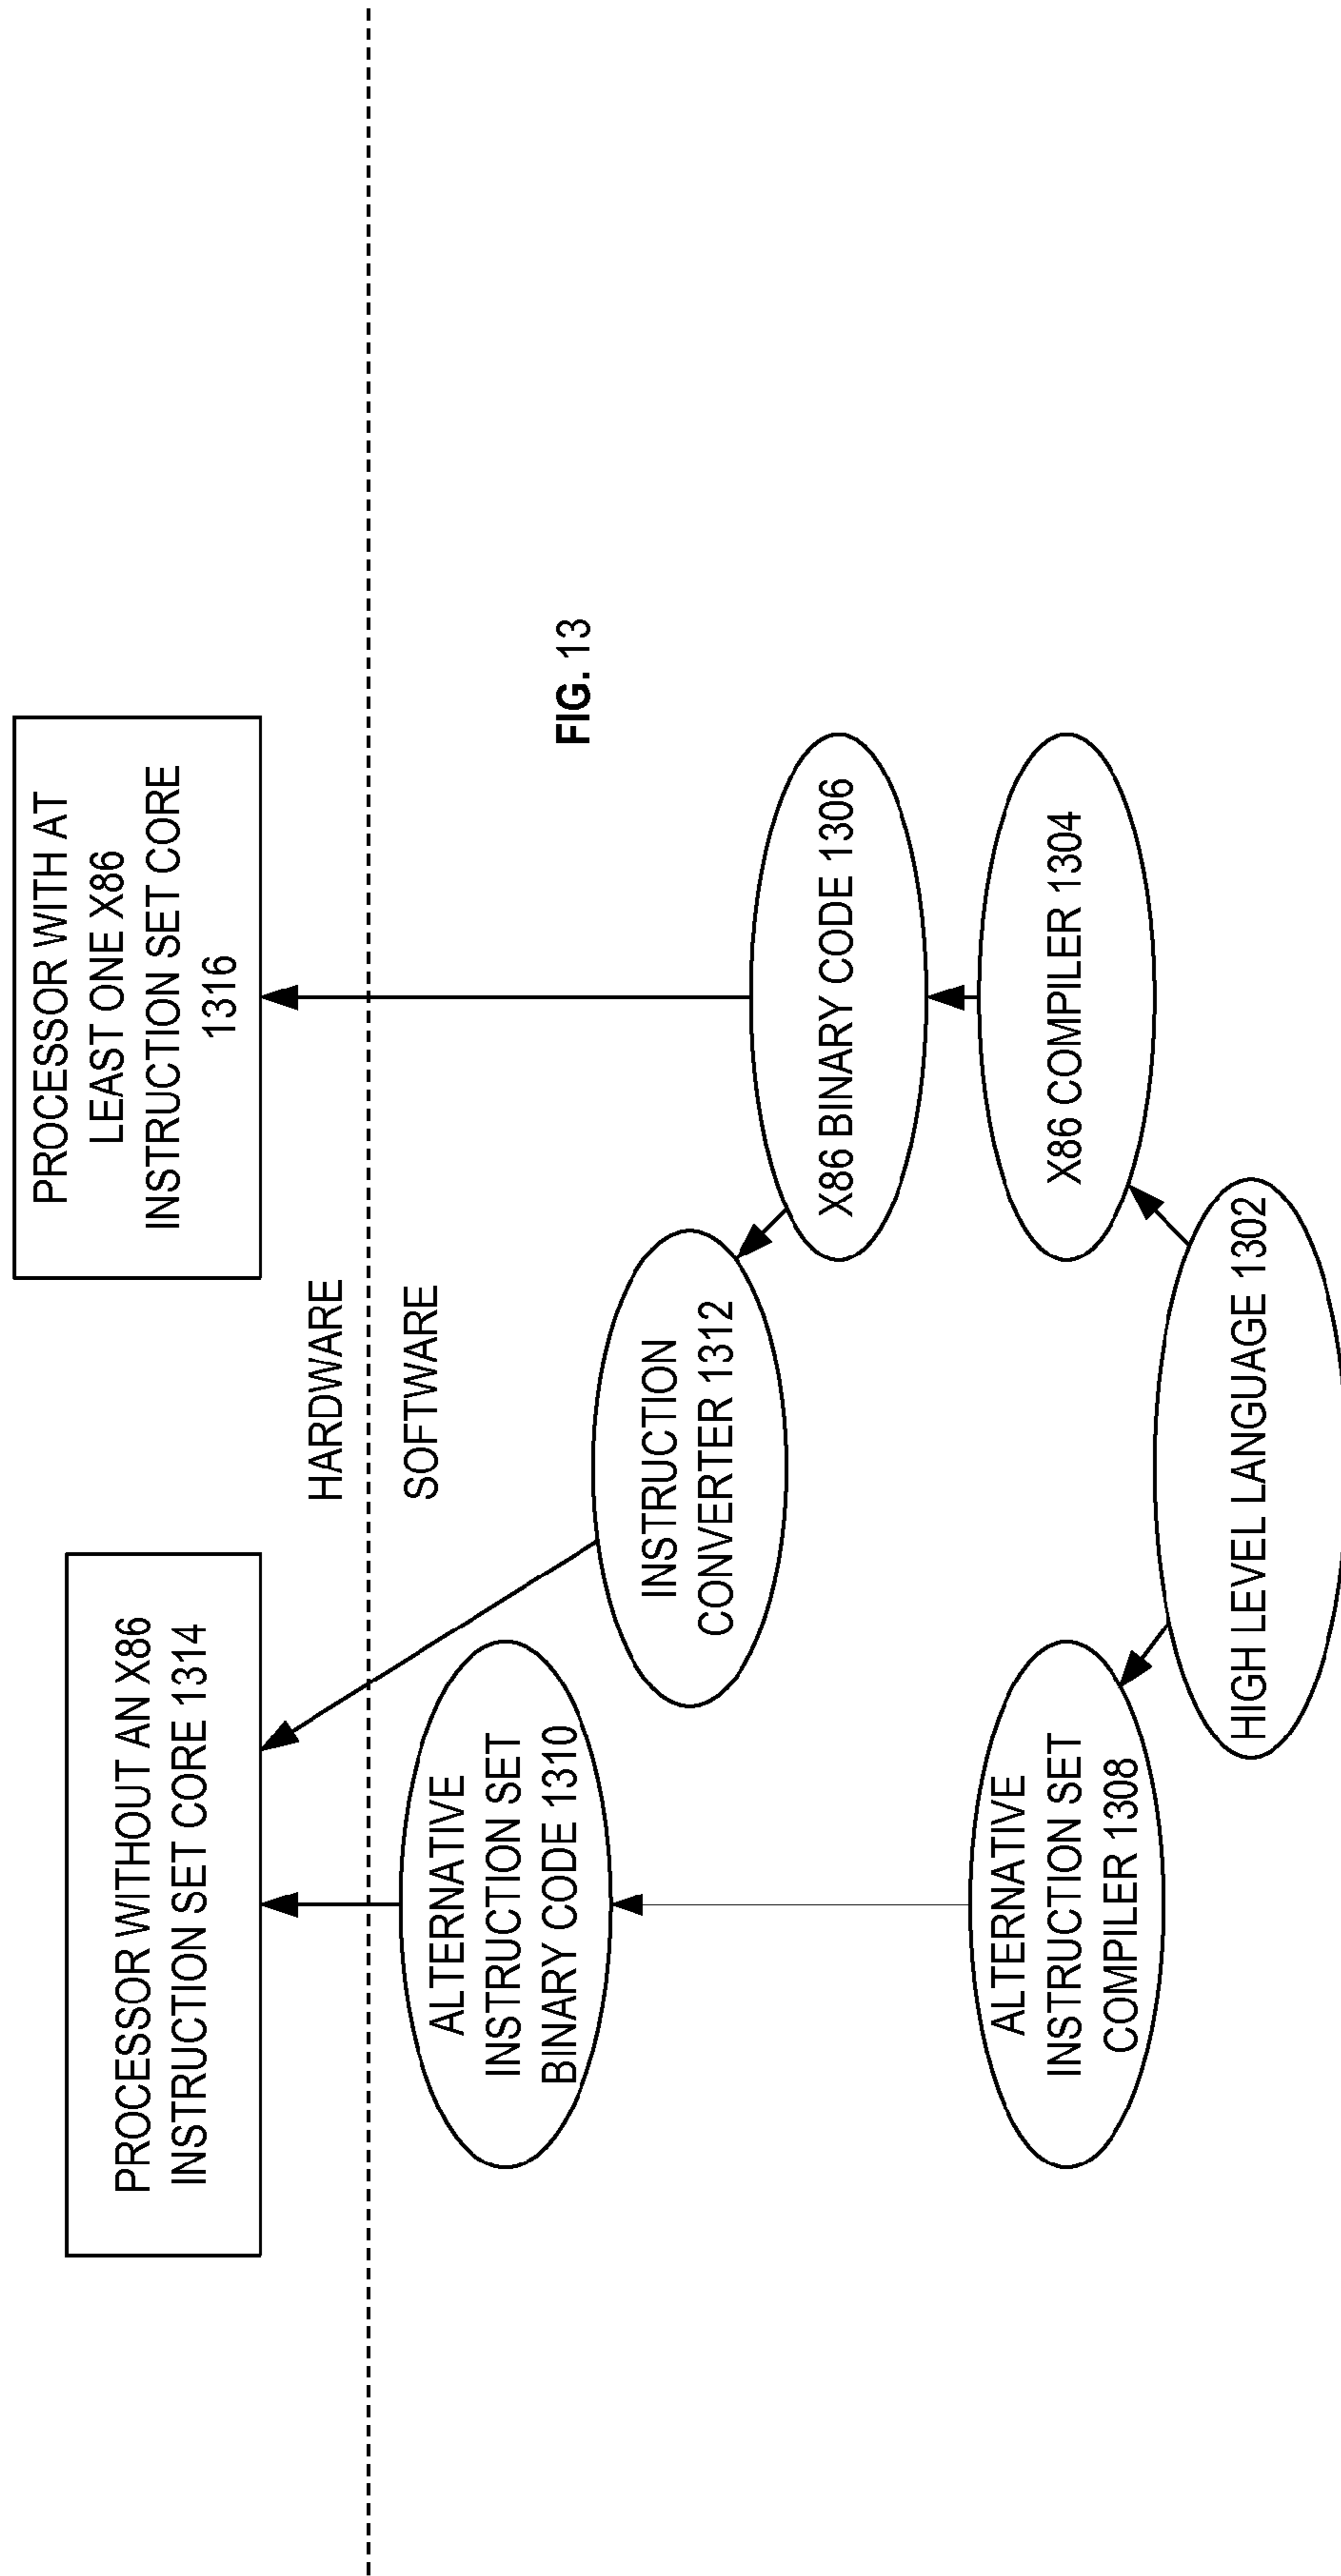 PROCESSOR WITHOUT AN X86
INSTRUCTION SET CORE 1314
PROCESSOR WITH AT
LEAST ONE X86
INSTRUCTION SET CORE
1316
HARDWARE
SOFTWARE
ALTERNATIVE
INSTRUCTION SET
BINARY CODE 1310
INSTRUCTION
CONVERTER 1312
FIG. 13
X86 BINARY CODE 1306
ALTERNATIVE
INSTRUCTION SET
COMPILER 1308
X86 COMPILER 1304
HIGH LEVEL LANGUAGE 1302